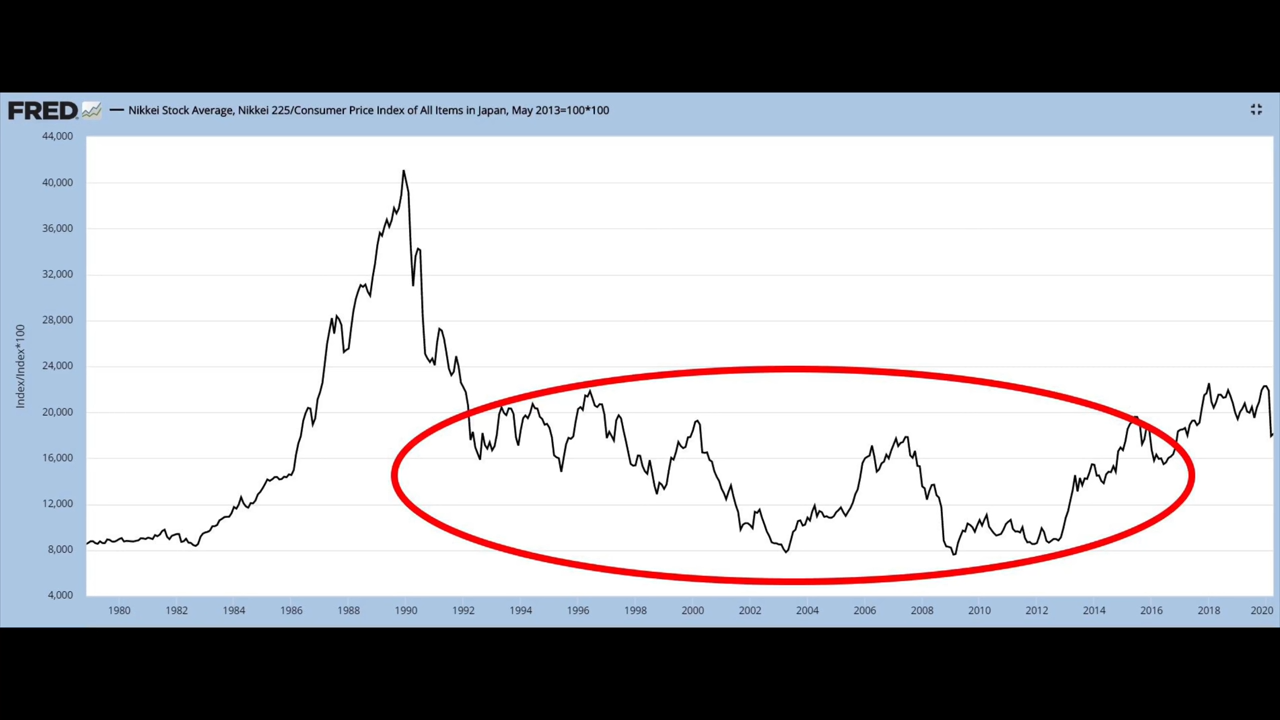 FRED
Nikkei Stock Average, Nikkei 225/Consumer Price Index of All Items in Japan, May 2013=100*100
44,000
40,000
36,000
32,000
28,000
24,000
20,000
16,000
12,000
8,000
4,000
Index/Index*100
1980 1982 1984 1986 1988 1990 1992 1994 1996 1998 2000 2002 2004 2006 2008 2010 2012 2014 2016 2018 2020